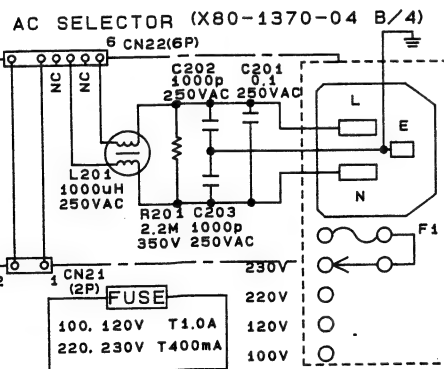 AC SELECTOR (X80-1370-04 B/4)
6 CN22(6P)
NC
NC
C202
1000p
250VAC
C201
0.1
250VAC
L
E
N
L201
1000uH
250VAC
R201
2.2M
350V
C203
1000p
250VAC
F1
230V
220V
120V
100V
2
1 CN21
(2P)
FUSE
100, 120V T1.0A
220, 230V T400mA